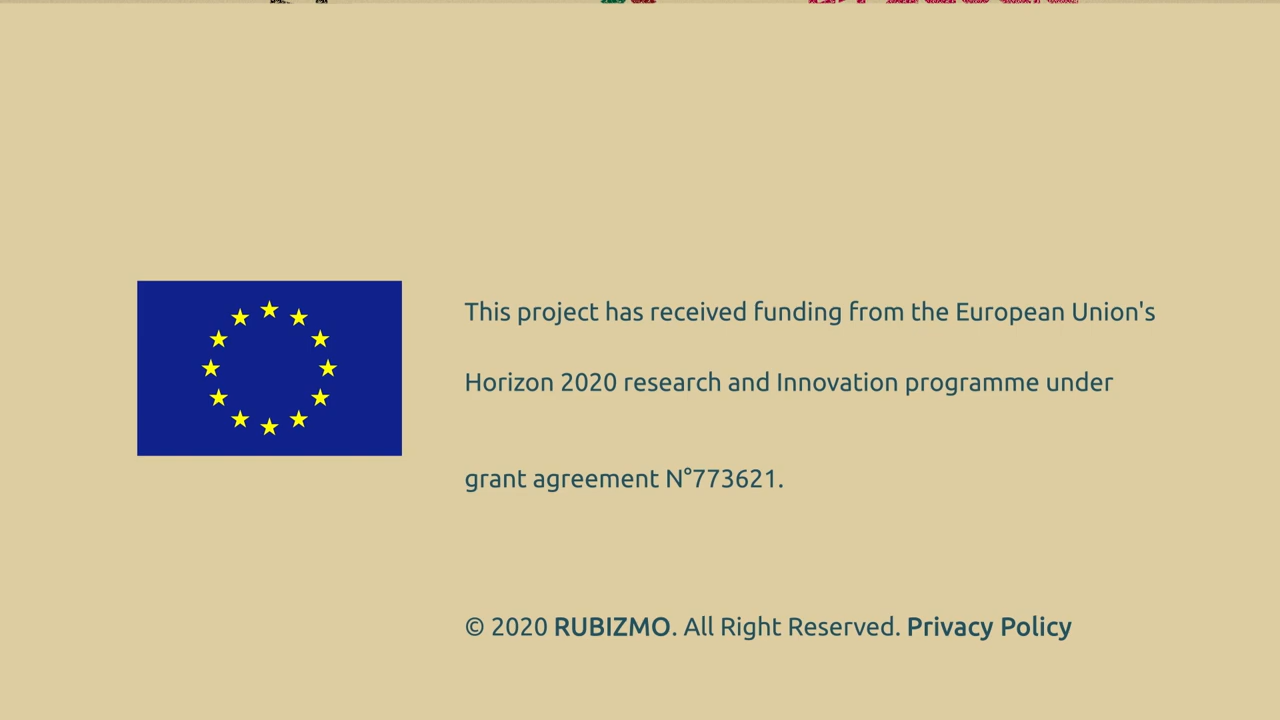 This project has received funding from the European Union's
Horizon 2020 research and Innovation programme under
grant agreement N°773621.
© 2020 RUBIZMO. All Right Reserved. Privacy Policy